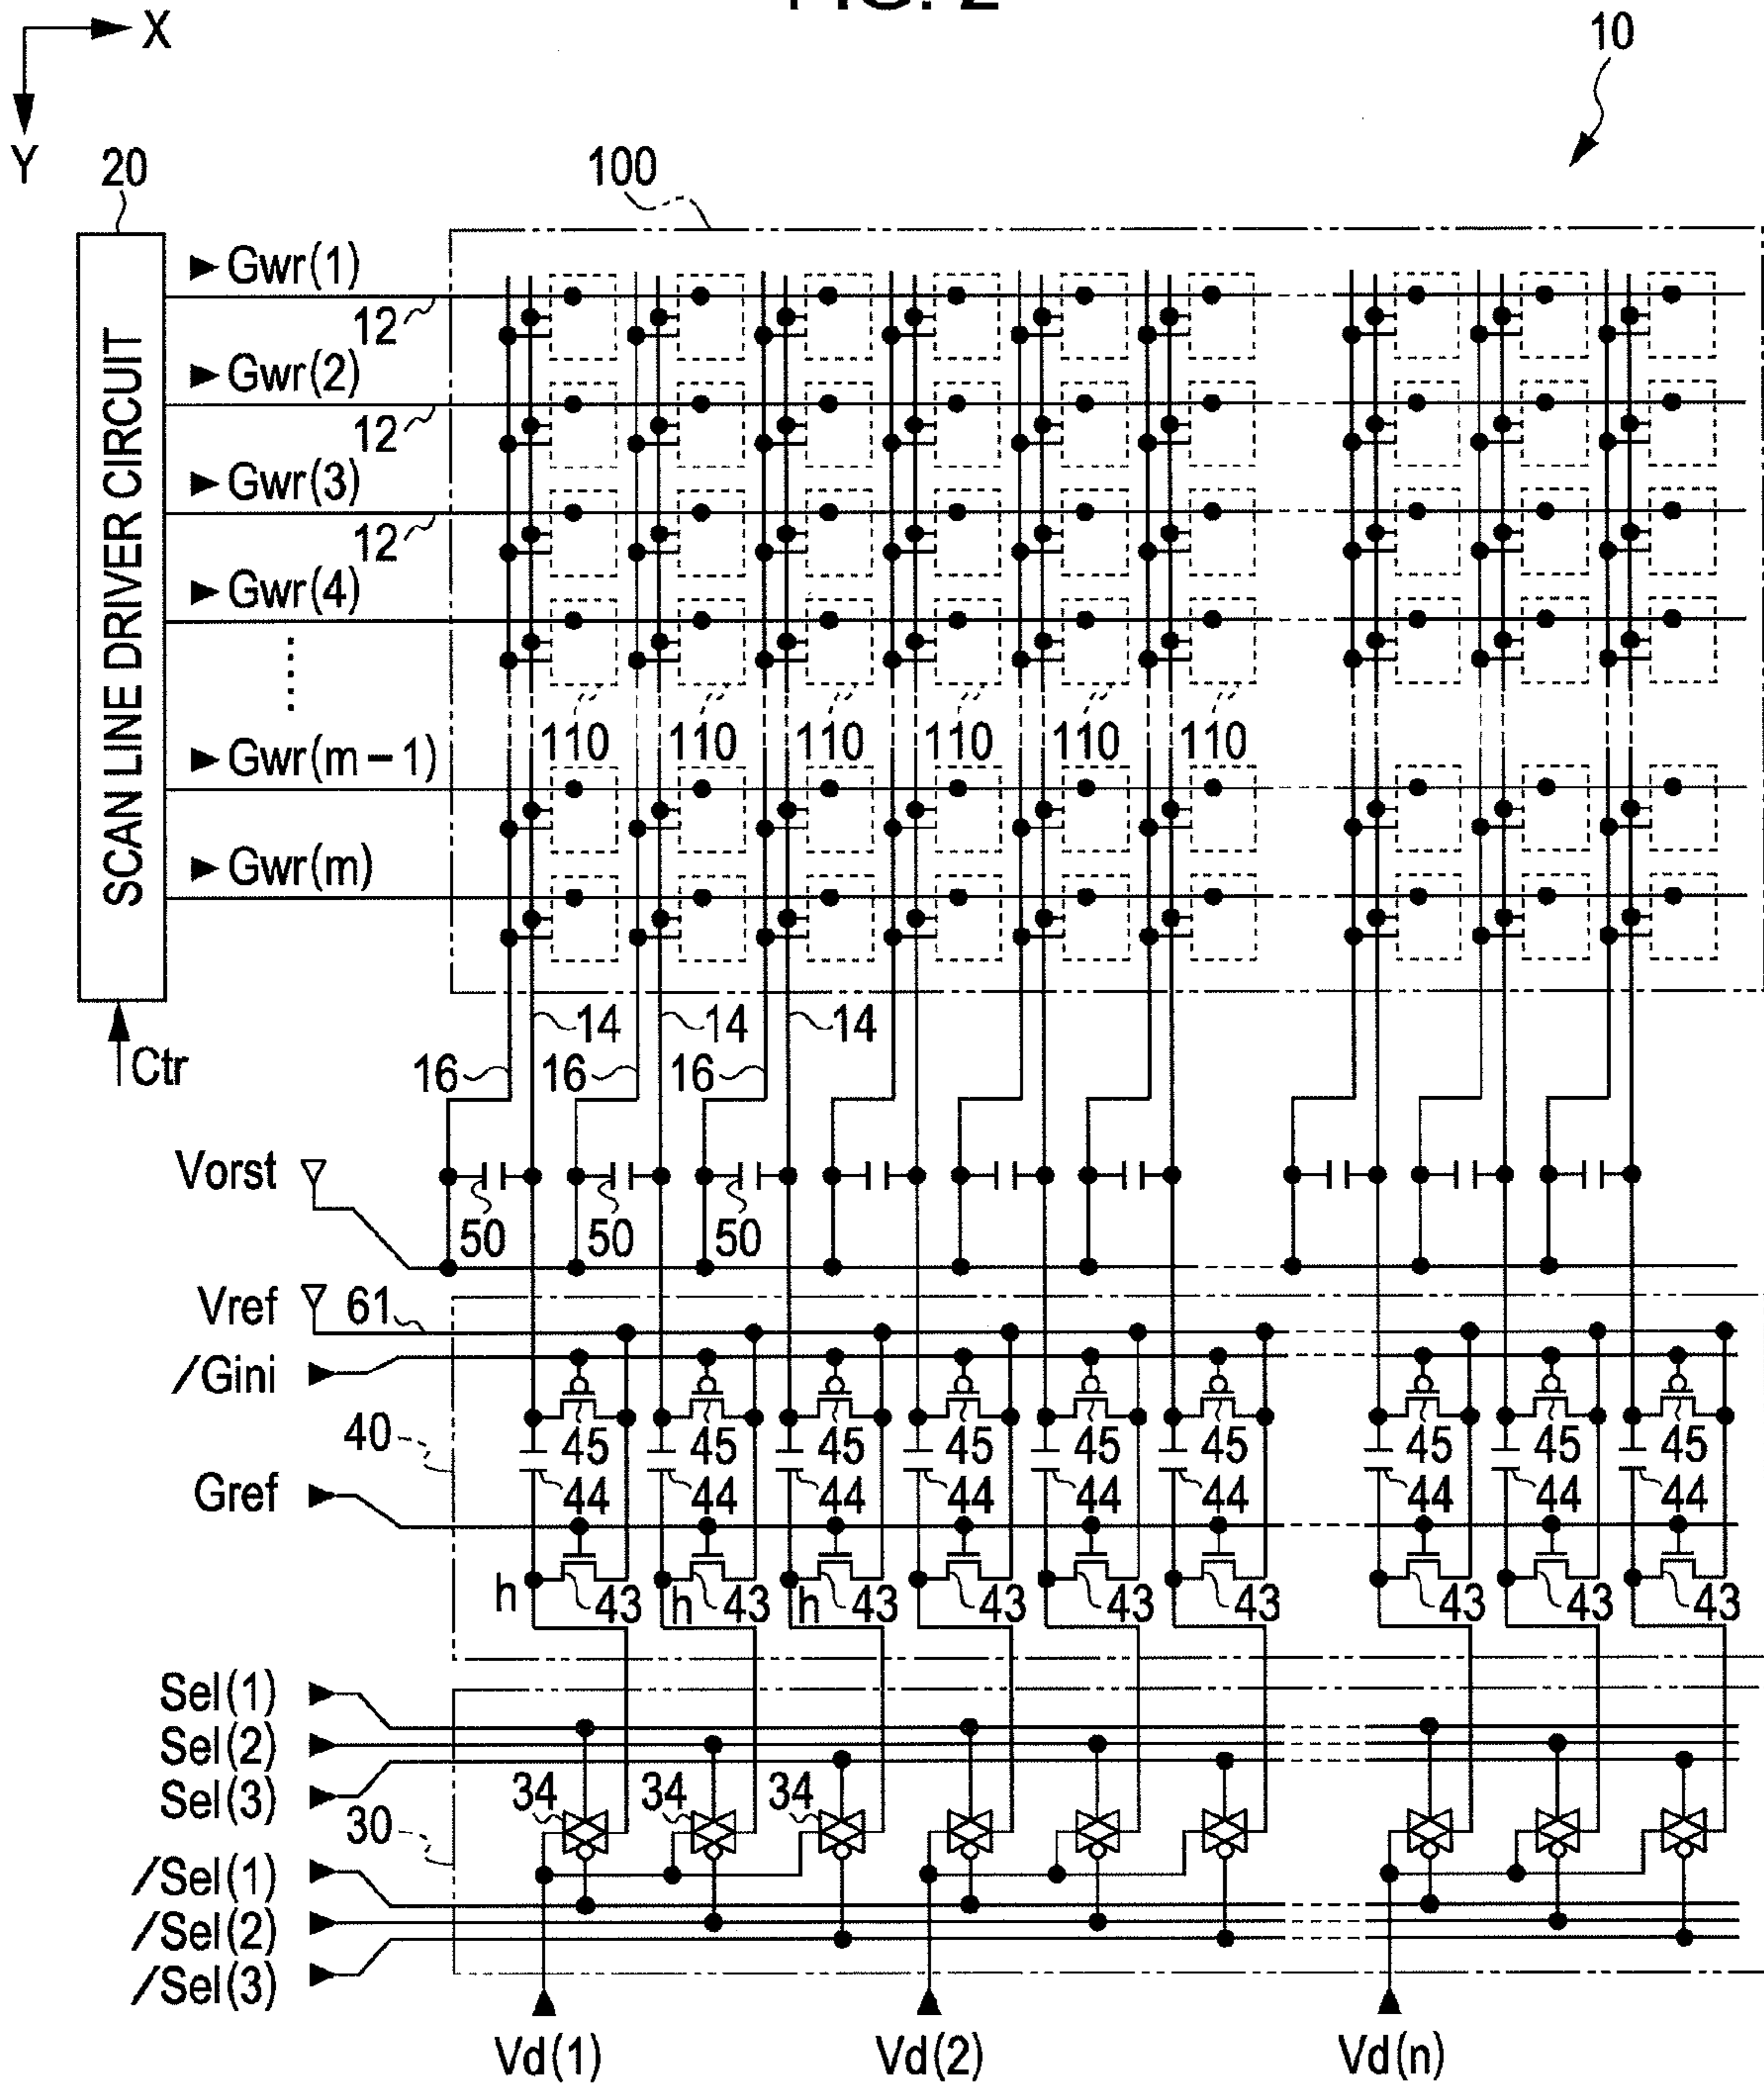 FIG. 2
X
Y
10
20
100
SCAN LINE DRIVER CIRCUIT
Gwr(1)
12
Gwr(2)
12
Gwr(3)
12
Gwr(4)
110 110 110 110 110 110
Gwr(m – 1)
Gwr(m)
14 14 14
Ctr
16 16 16
Vorst
50 50 50
Vref 61
/Gini
40
45 45 45 45 45 45 45 45 45
44 44 44 44 44 44 44 44 44
Gref
h 43 h 43 h 43 43 43 43 43 43 43
Sel(1)
Sel(2)
Sel(3)
34 34 34
30
/Sel(1)
/Sel(2)
/Sel(3)
Vd(1) Vd(2) Vd(n)